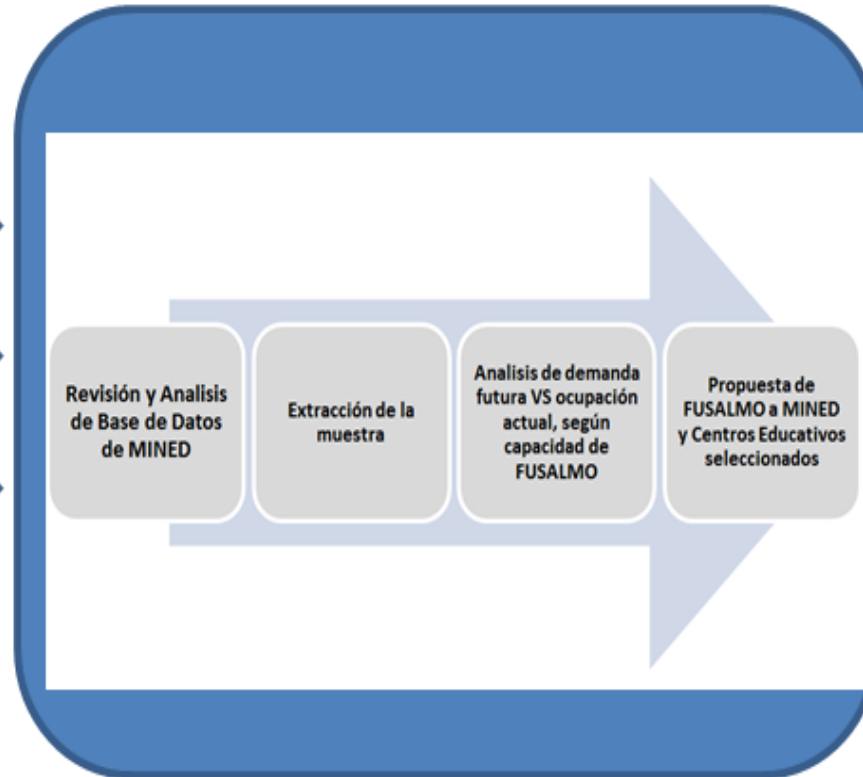 Revisión y Analisis
de Base de Datos
de MINED
Extracción de la
muestra
Analisis de demanda
futura VS ocupación
actual, según
capacidad de
FUSALMO
Propuesta de
FUSALMO a MINED
y Centros Educativos
seleccionados